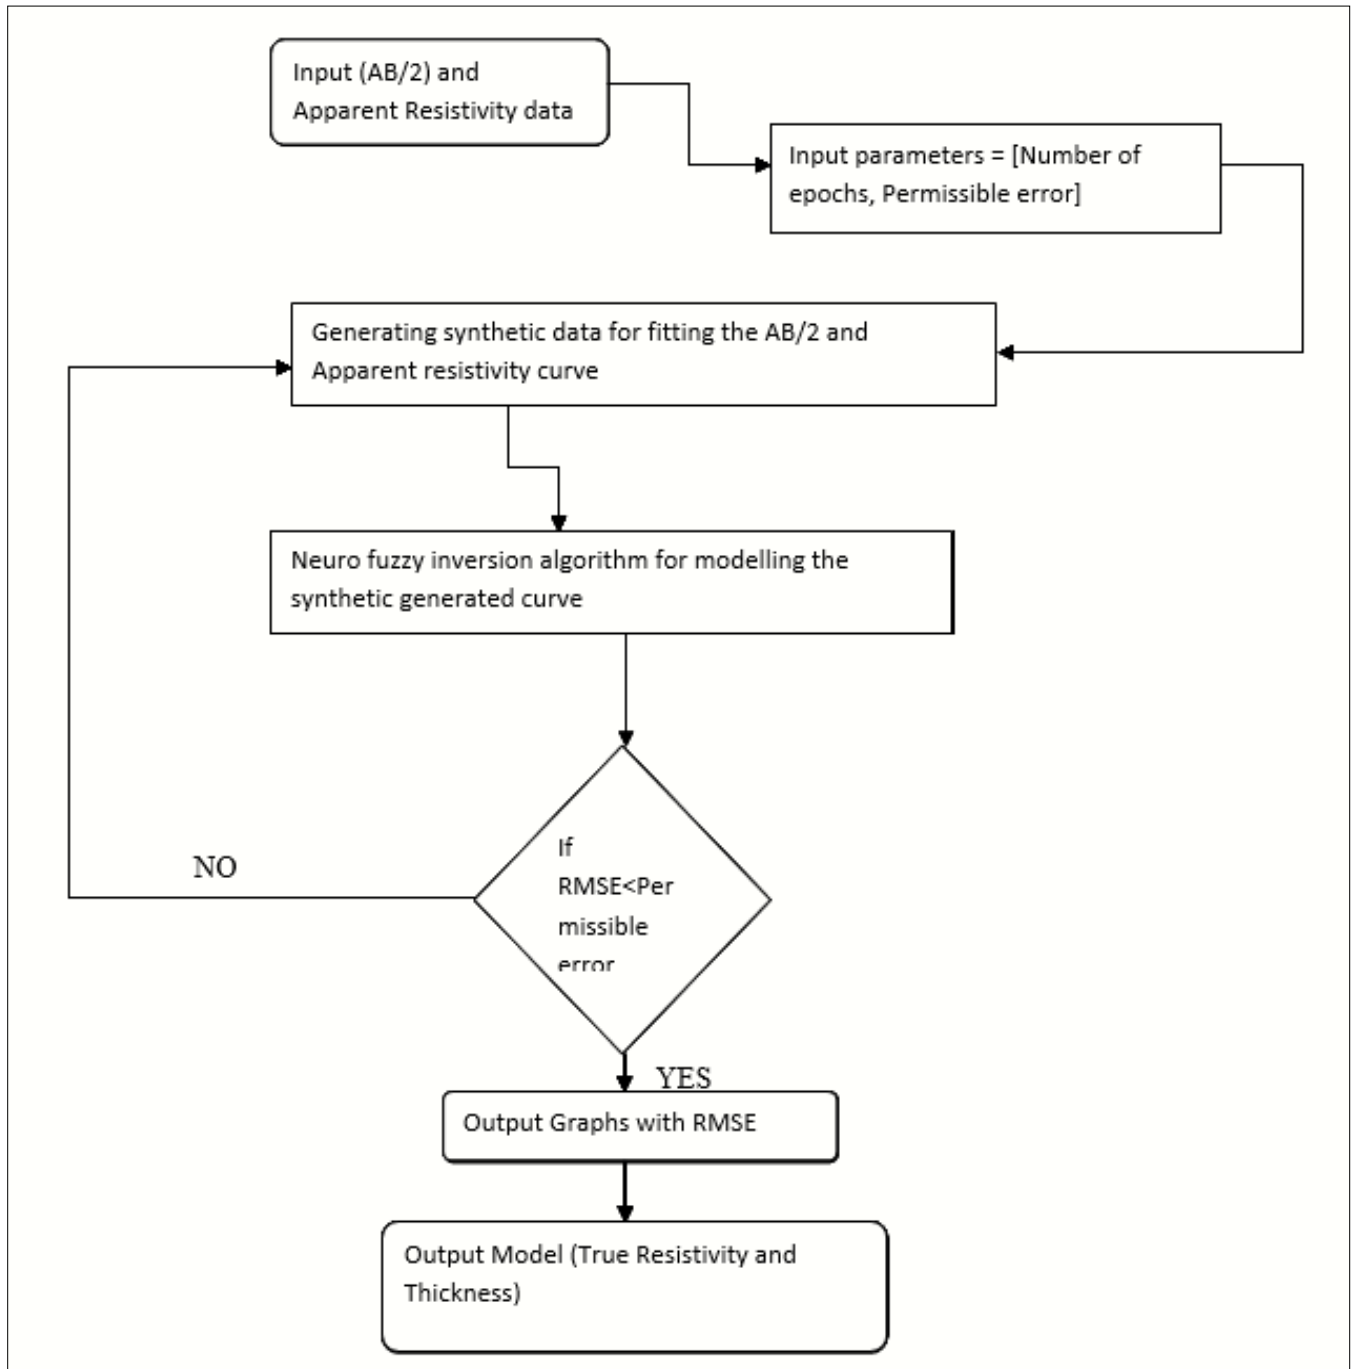 Input (AB/2) and
Apparent Resistivity data
Input parameters = [Number of
epochs, Permissible error]
Generating synthetic data for fitting the AB/2 and
Apparent resistivity curve
Neuro fuzzy inversion algorithm for modelling the
synthetic generated curve
If
RMSE<Per
missible
error
NO
YES
Output Graphs with RMSE
Output Model (True Resistivity and
Thickness)